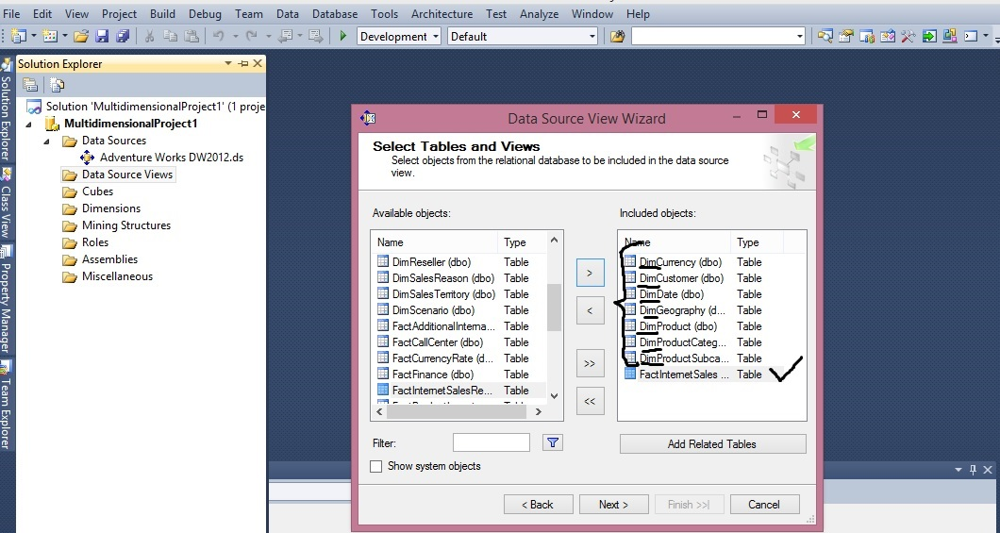 File Edit View Project Build Debug Team Data Database Tools Architecture Test Analyze Window Help
Development Default
Solution Explorer
Solution 'MultidimensionalProject1' (1 proje
MultidimensionalProject1
Data Sources
Adventure Works DW2012.ds
Data Source Views
Cubes
Dimensions
Mining Structures
Roles
Assemblies
Miscellaneous
Solution Explorer
Class View
Property Manager
Team Explorer
Data Source View Wizard
Select Tables and Views
Select objects from the relational database to be included in the data source
view.
Available objects:
Name Type
DimReseller (dbo) Table
DimSalesReason (dbo) Table
DimSalesTerritory (dbo) Table
DimScenario (dbo) Table
FactAdditionalInterna... Table
FactCallCenter (dbo) Table
FactCurrencyRate (d... Table
FactFinance (dbo) Table
FactInternetSalesRe... Table
>
<
>>
<<
Included objects:
Name Type
DimCurrency (dbo) Table
DimCustomer (dbo) Table
DimDate (dbo) Table
DimGeography (d... Table
DimProduct (dbo) Table
DimProductCateg... Table
DimProductSubca... Table
FactInternetSales ... Table
Filter:
Show system objects
Add Related Tables
< Back Next > Finish >>| Cancel